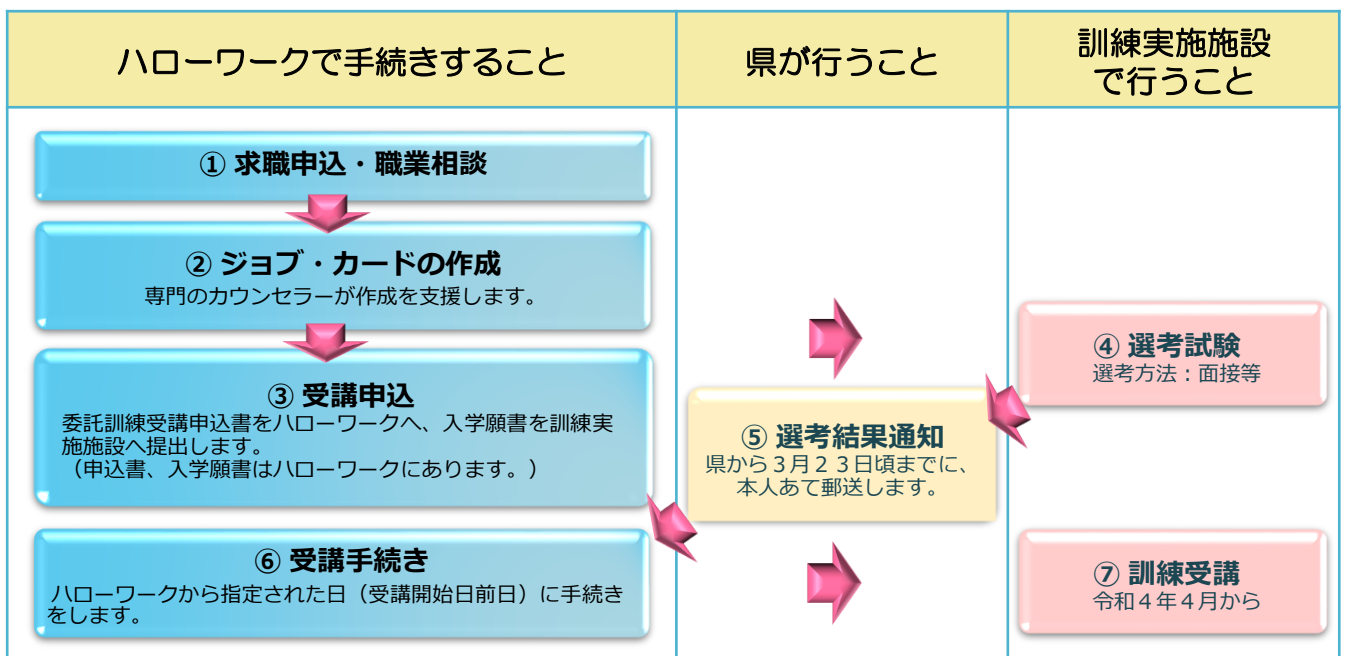 ハローワークで手続きすること
県が行うこと
訓練実施施設
で行うこと
① 求職申込・職業相談
② ジョブ・カードの作成
専門のカウンセラーが作成を支援します。
③ 受講申込
委託訓練受講申込書をハローワークへ、入学願書を訓練実
施施設へ提出します。
（申込書、入学願書はハローワークにあります。）
④ 選考試験
選考方法：面接等
⑤ 選考結果通知
県から３月２３日頃までに、
本人あて郵送します。
⑥ 受講手続き
ハローワークから指定された日（受講開始日前日）に手続き
をします。
⑦ 訓練受講
令和４年４月から